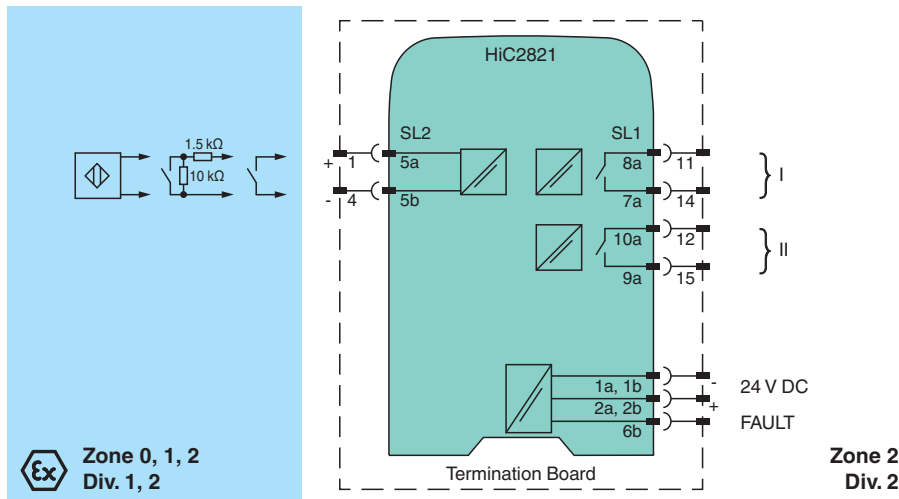 HiC2821
SL2
SL1
1.5 kΩ
10 kΩ
+
1
5a
-
4
5b
8a
11
7a
14
I
10a
12
9a
15
II
1a, 1b
-
24 V DC
2a, 2b
+
6b
FAULT
Ex
Zone 0, 1, 2
Div. 1, 2
Termination Board
Zone 2
Div. 2